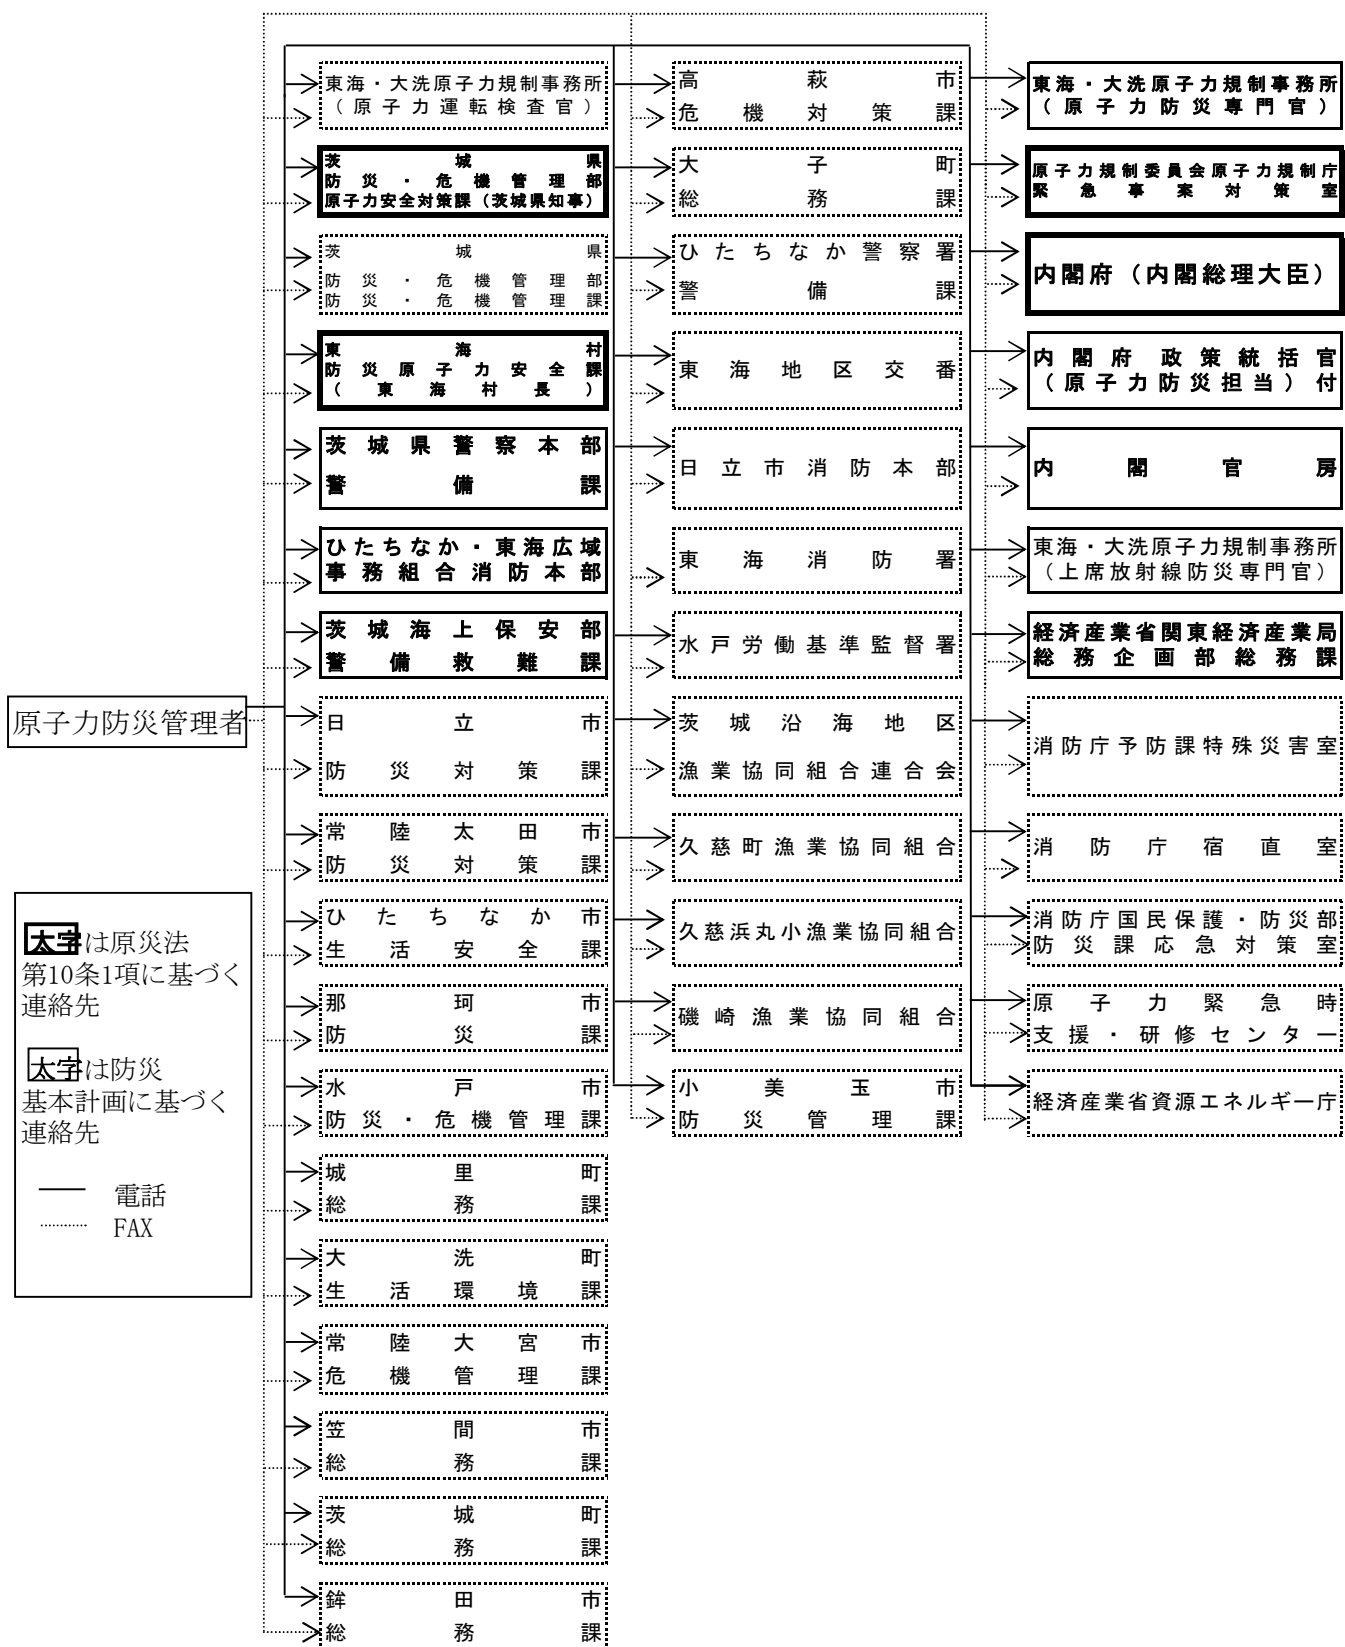 原子力防災管理者
太字は原災法
第10条1項に基づく
連絡先
太字は防災
基本計画に基づく
連絡先
電話
FAX
東海・大洗原子力規制事務所
（原子力運転検査官）
茨城県
防災・危機管理部
原子力安全対策課（茨城県知事）
茨城県
防災・危機管理部
防災・危機管理課
東海村
防災原子力安全課
（東海村長）
茨城県警察本部
警備課
ひたちなか・東海広域
事務組合消防本部
茨城海上保安部
警備救難課
日立市
防災対策課
常陸太田市
防災対策課
ひたちなか市
生活安全課
那珂市
防災課
水戸市
防災・危機管理課
城里町
総務課
大洗町
生活環境課
常陸大宮市
危機管理課
笠間市
総務課
茨城町
総務課
鉾田市
総務課
高萩市
危機対策課
大子町
総務課
ひたちなか警察署
警備課
東海地区交番
日立市消防本部
東海消防署
水戸労働基準監督署
茨城沿海地区
漁業協同組合連合会
久慈町漁業協同組合
久慈浜丸小漁業協同組合
磯崎漁業協同組合
小美玉市
防災管理課
東海・大洗原子力規制事務所
（原子力防災専門官）
原子力規制委員会原子力規制庁
緊急事案対策室
内閣府（内閣総理大臣）
内閣府政策統括官
（原子力防災担当）付
内閣官房
東海・大洗原子力規制事務所
（上席放射線防災専門官）
経済産業省関東経済産業局
総務企画部総務課
消防庁予防課特殊災害室
消防庁宿直室
消防庁国民保護・防災部
防災課応急対策室
原子力緊急時
支援・研修センター
経済産業省資源エネルギー庁